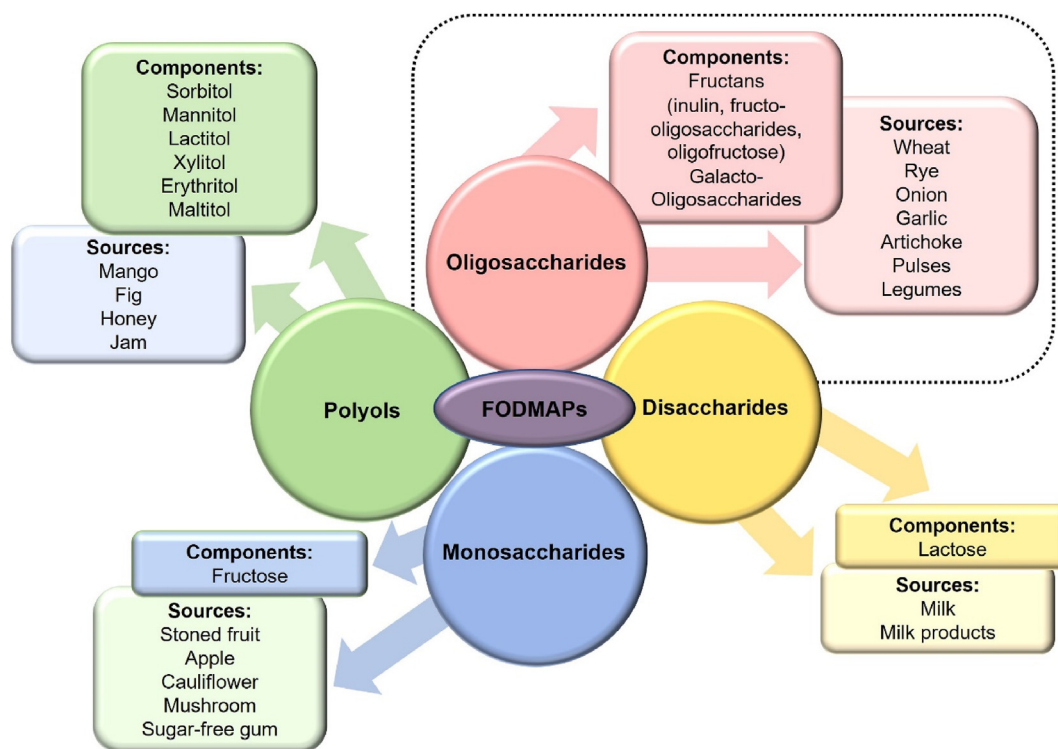 Components:
Sorbitol
Mannitol
Lactitol
Xylitol
Erythritol
Maltitol
Sources:
Mango
Fig
Honey
Jam
Components:
Fructans
(inulin, fructo-
oligosaccharides,
oligofructose)
Galacto-
Oligosaccharides
Sources:
Wheat
Rye
Onion
Garlic
Artichoke
Pulses
Legumes
Oligosaccharides
Polyols
FODMAPs
Disaccharides
Monosaccharides
Components:
Fructose
Sources:
Stoned fruit
Apple
Cauliflower
Mushroom
Sugar-free gum
Components:
Lactose
Sources:
Milk
Milk products